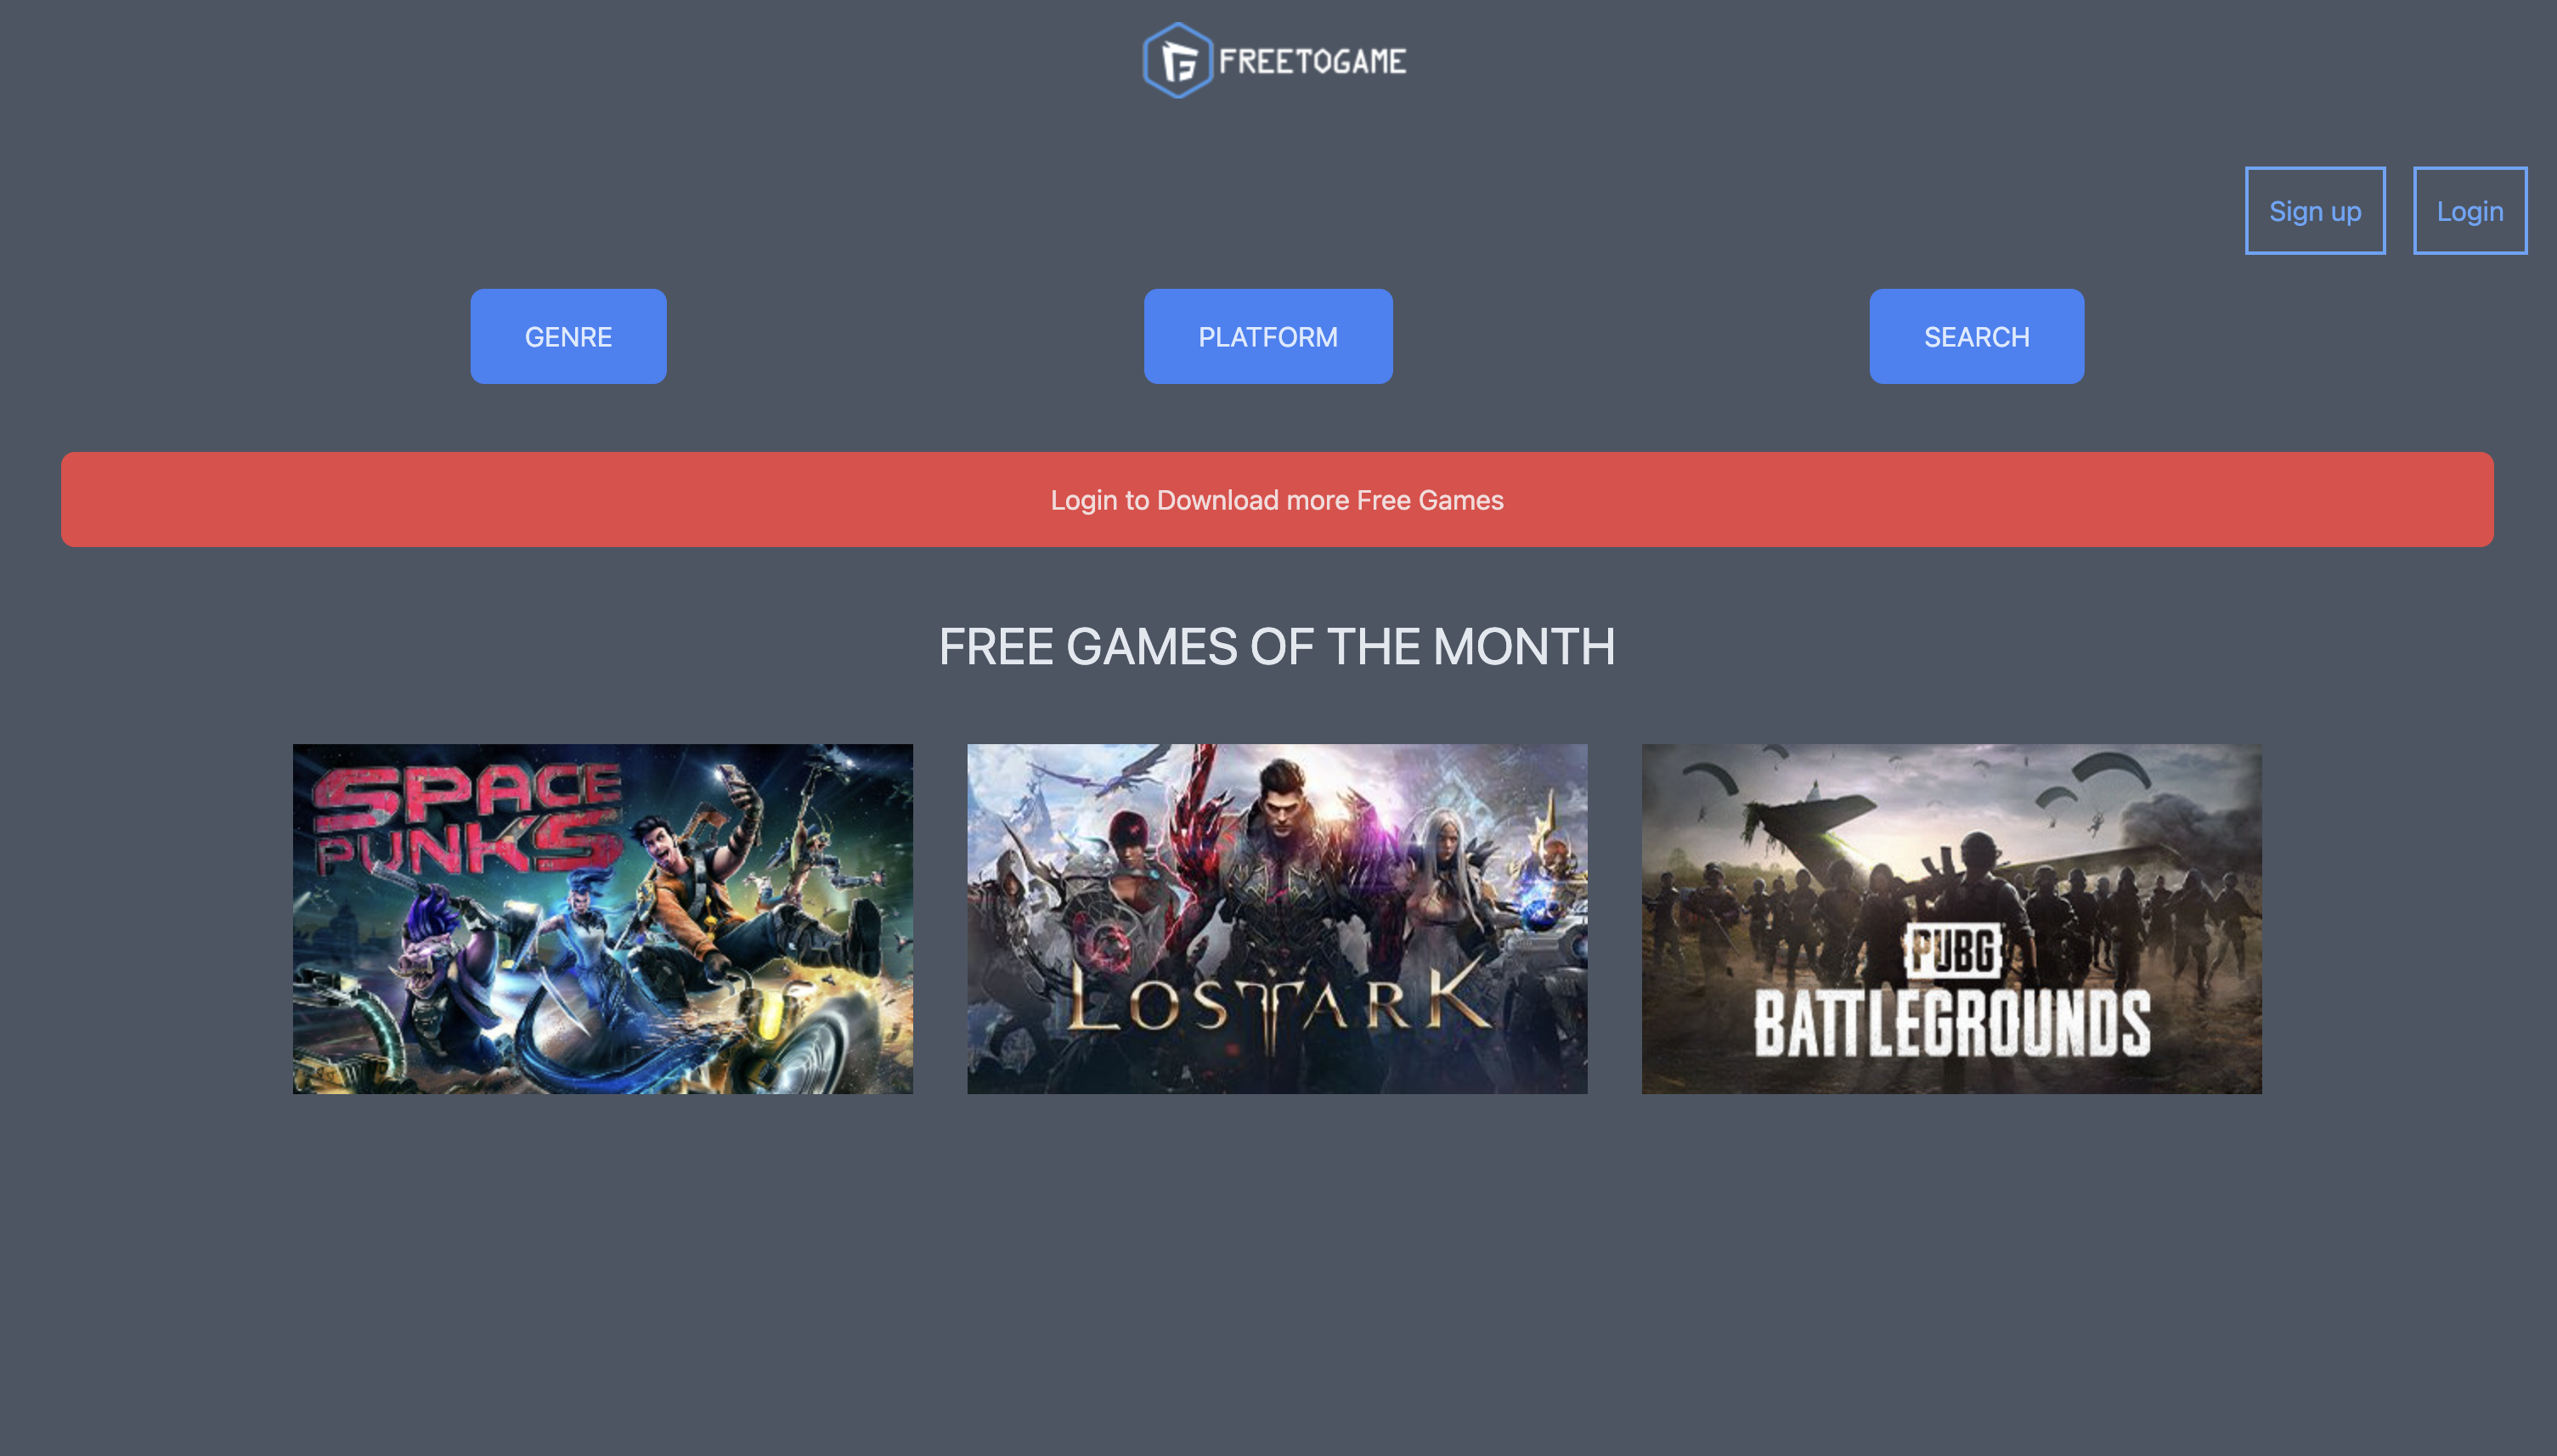 FREETOGAME
Sign up
Login
GENRE
PLATFORM
SEARCH
Login to Download more Free Games
FREE GAMES OF THE MONTH
SPACE
PUNKS
LOST ARK
PUBG
BATTLEGROUNDS